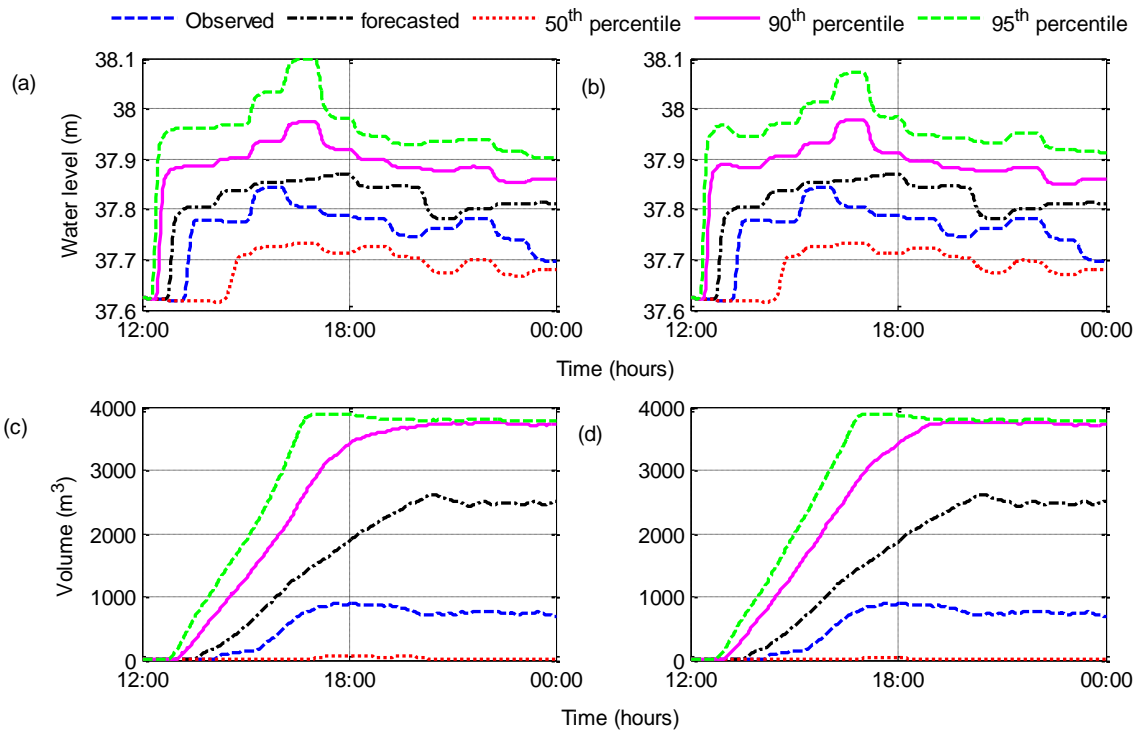 Observed forecasted 50th percentile 90th percentile 95th percentile
(a)
Water level (m)
38.1
38
37.9
37.8
37.7
37.6
12:00 18:00 00:00
(b)
38.1
38
37.9
37.8
37.7
37.6
12:00 18:00 00:00
Time (hours)
(c)
Volume (m3)
4000
3000
2000
1000
0
12:00 18:00 00:00
(d)
4000
3000
2000
1000
0
12:00 18:00 00:00
Time (hours)